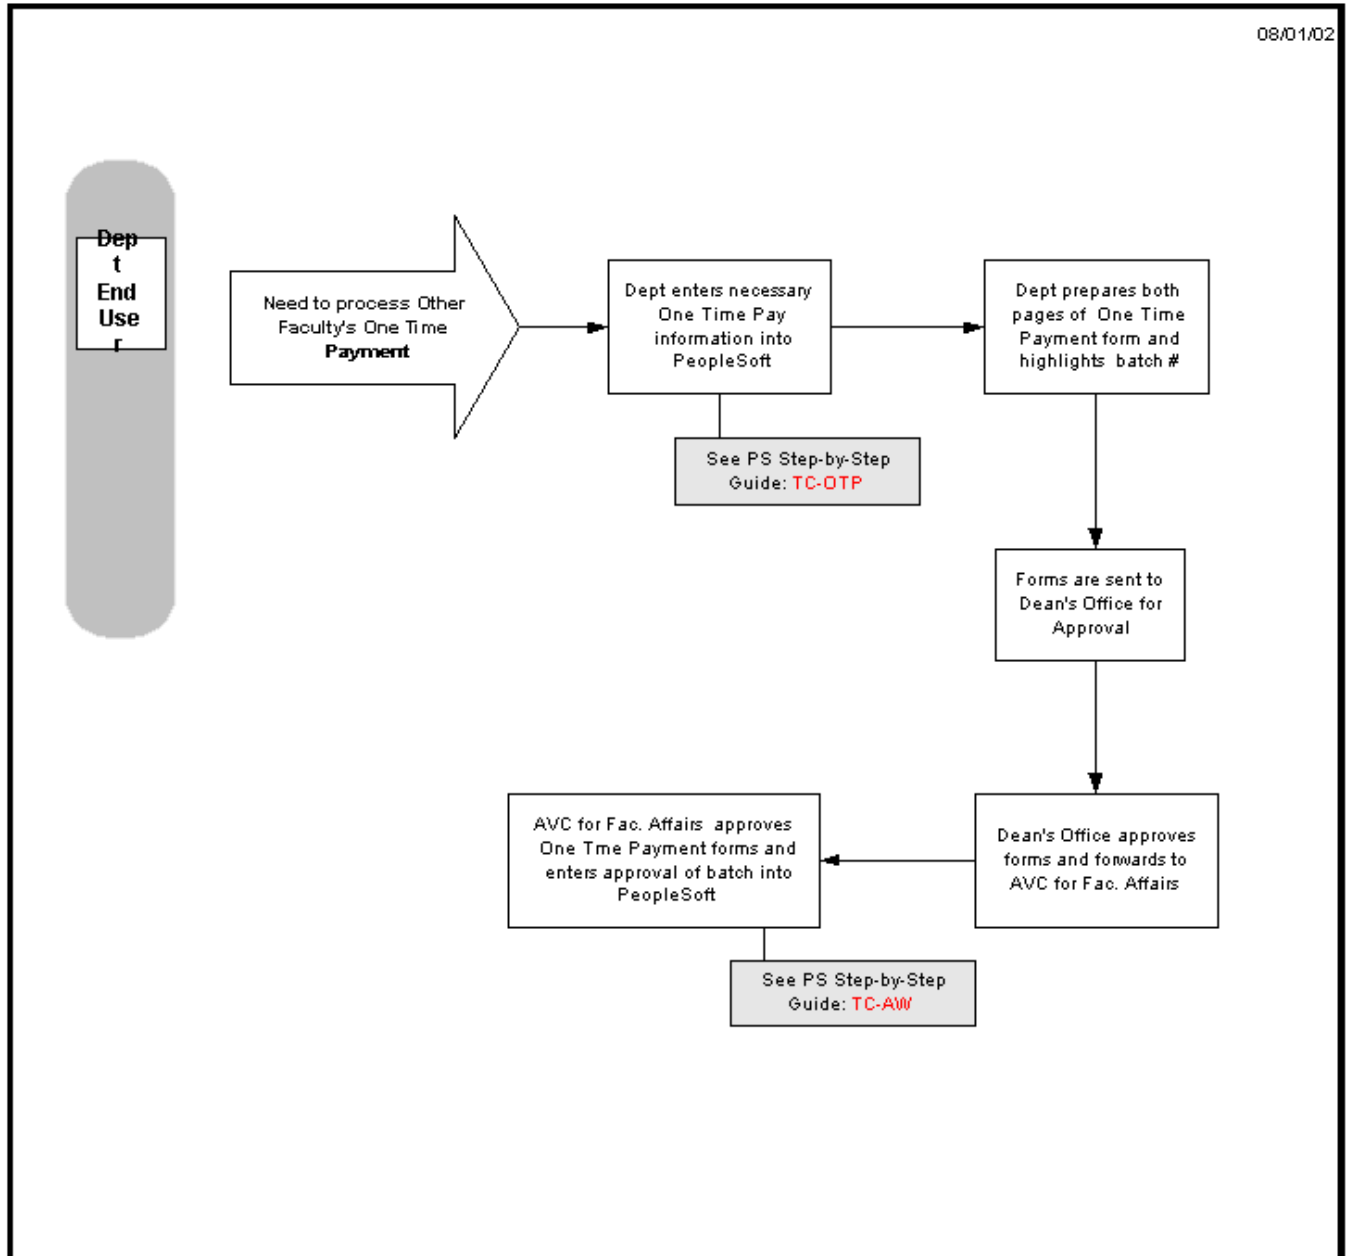 08/01/02
Dep
t
End
Use
r
Need to process Other
Faculty's One Time
Payment
Dept enters necessary
One Time Pay
information into
PeopleSoft
See PS Step-by-Step
Guide: TC-OTP
Dept prepares both
pages of One Time
Payment form and
highlights batch #
Forms are sent to
Dean's Office for
Approval
Dean's Office approves
forms and forwards to
AVC for Fac. Affairs
AVC for Fac. Affairs approves
One Tme Payment forms and
enters approval of batch into
PeopleSoft
See PS Step-by-Step
Guide: TC-AW